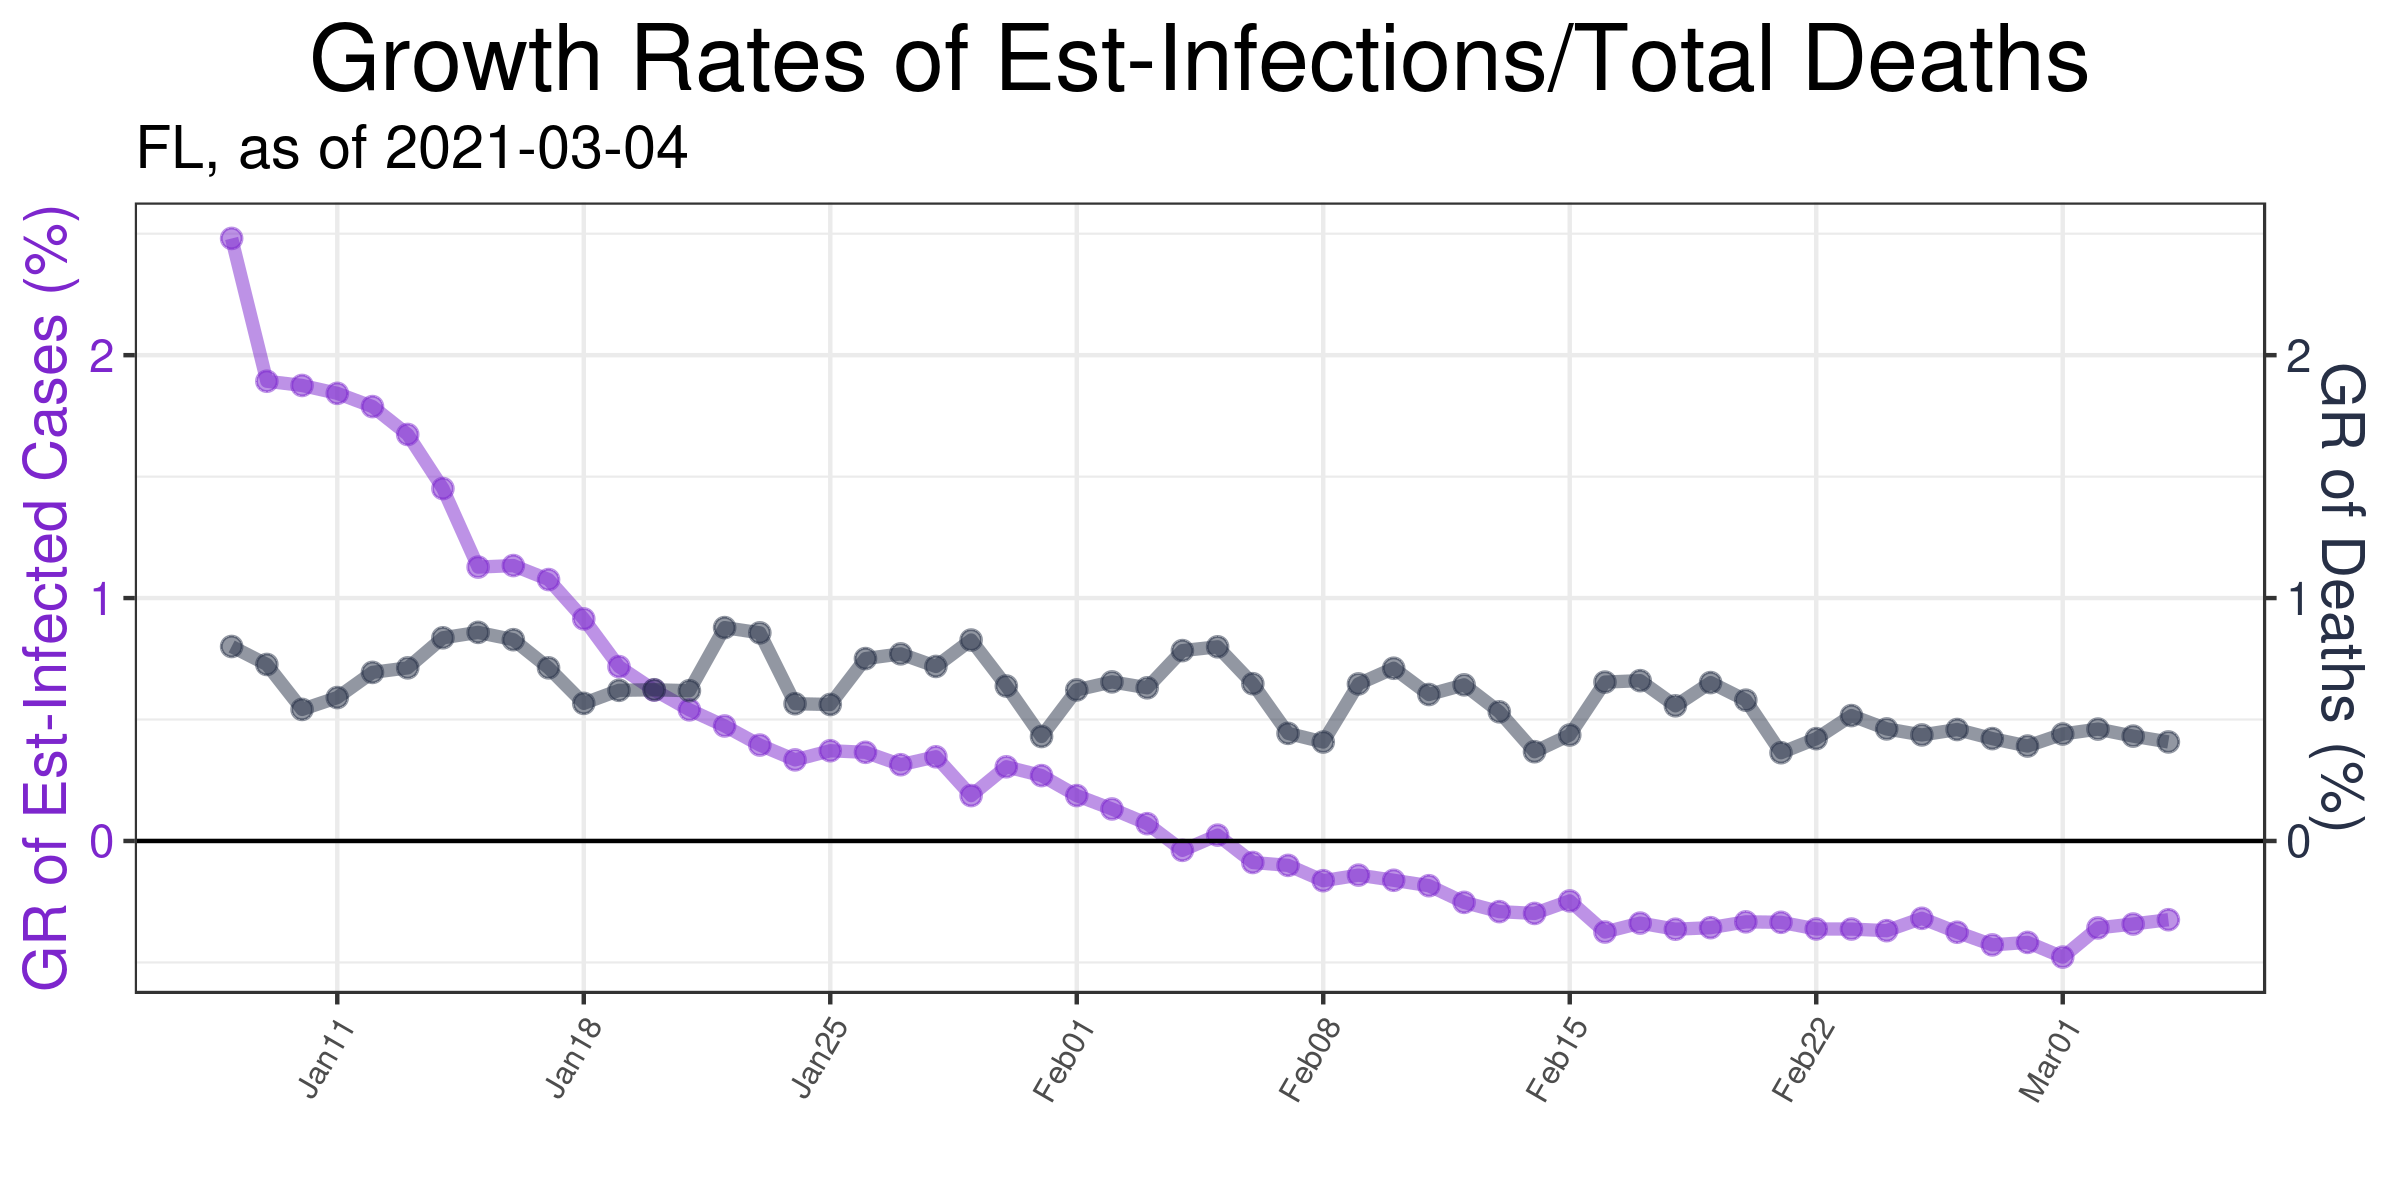 Growth Rates of Est-Infections/Total Deaths
FL, as of 2021-03-04
GR of Est-Infected Cases (%)
2
1
0
2
1
0
GR of Deaths (%)
Jan11
Jan18
Jan25
Feb01
Feb08
Feb15
Feb22
Mar01